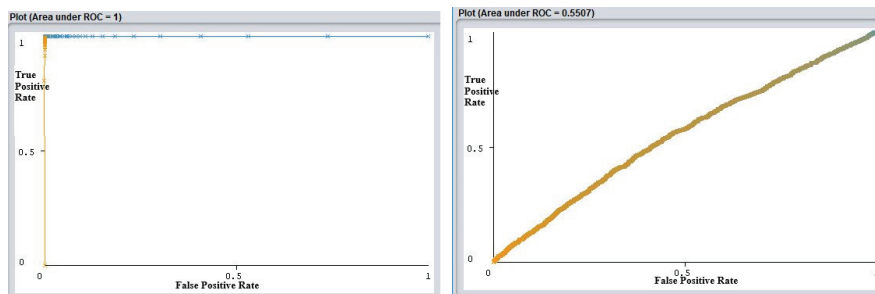 Plot (Area under ROC = 1)
1
True
Positive
Rate
0.5
0
0
0.5
1
False Positive Rate
Plot (Area under ROC = 0.5507)
1
True
Positive
Rate
0.5
0
0
0.5
1
False Positive Rate